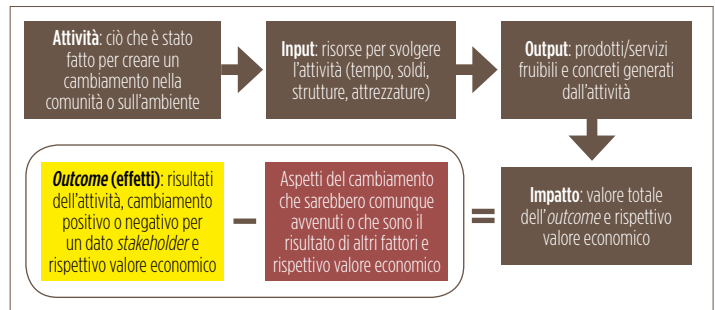 Attività: ciò che è stato
fatto per creare un
cambiamento nella
comunità o sull'ambiente
Input: risorse per svolgere
l'attività (tempo, soldi,
strutture, attrezzature)
Output: prodotti/servizi
fruibili e concreti generati
dall'attività
Outcome (effetti): risultati
dell'attività, cambiamento
positivo o negativo per
un dato stakeholder e
rispettivo valore economico
–
Aspetti del cambiamento
che sarebbero comunque
avvenuti o che sono il
risultato di altri fattori e
rispettivo valore economico
=
Impatto: valore totale
dell'outcome e rispettivo
valore economico